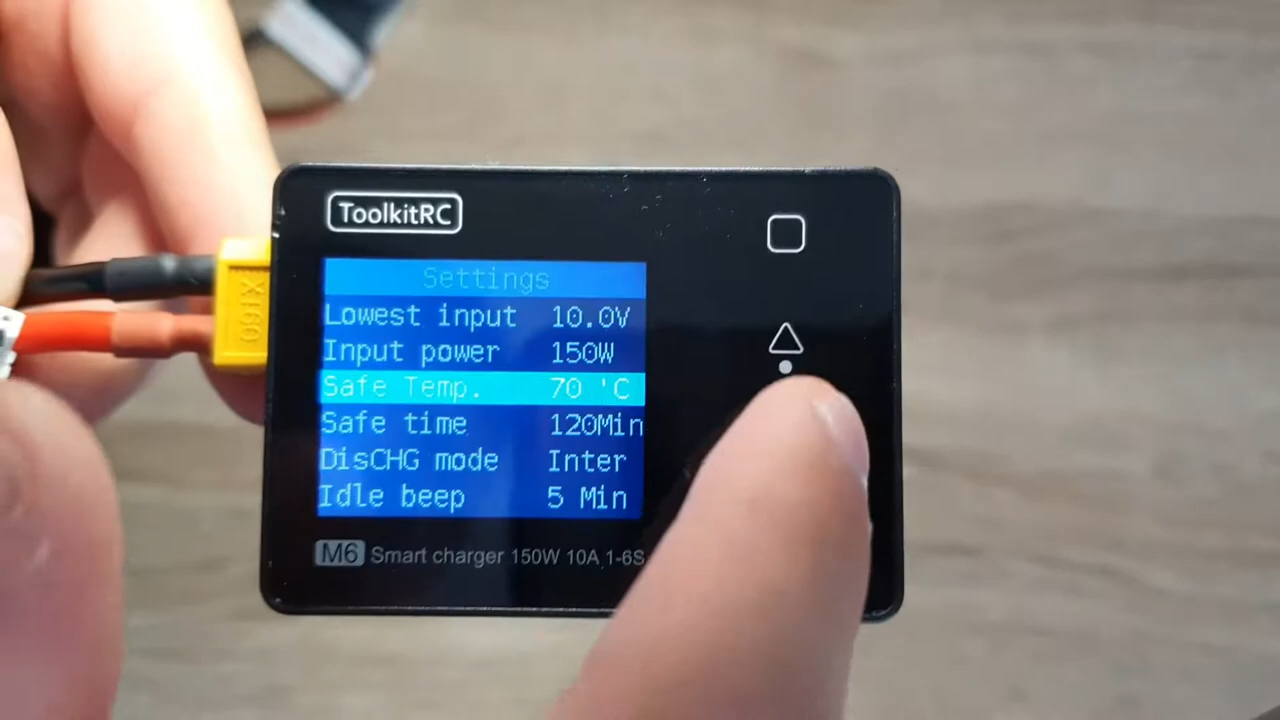 ToolkitRC
Settings
Lowest input 10.0V
Input power 150W
Safe Temp. 70 'C
Safe time 120Min
DisCHG mode Inter
Idle beep 5 Min
M6 Smart charger 150W 10A 1-6S
XT60